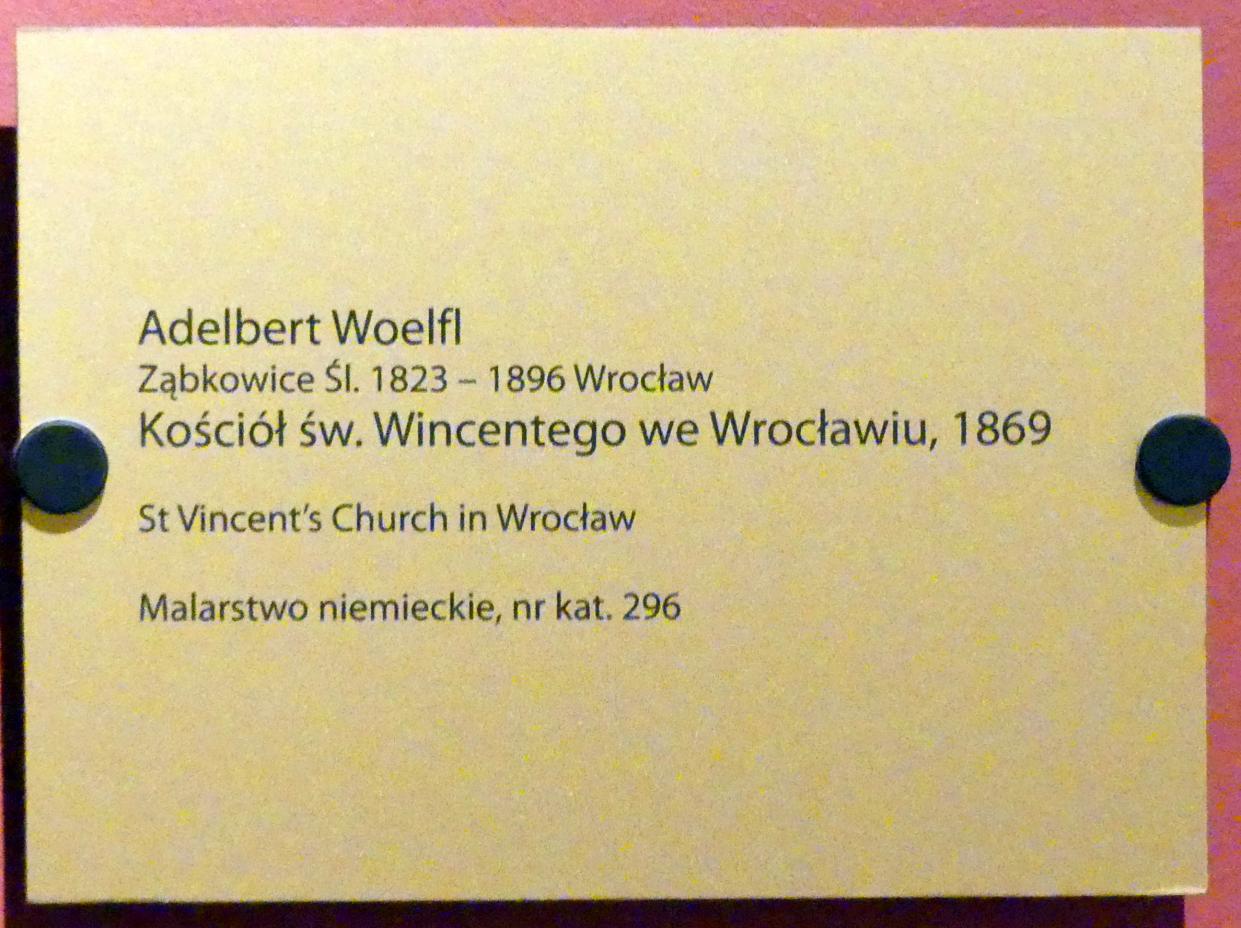 Adelbert Woelfl
Ząbkowice Śl. 1823 – 1896 Wrocław
Kościół św. Wincentego we Wrocławiu, 1869
St Vincent's Church in Wrocław
Malarstwo niemieckie, nr kat. 296